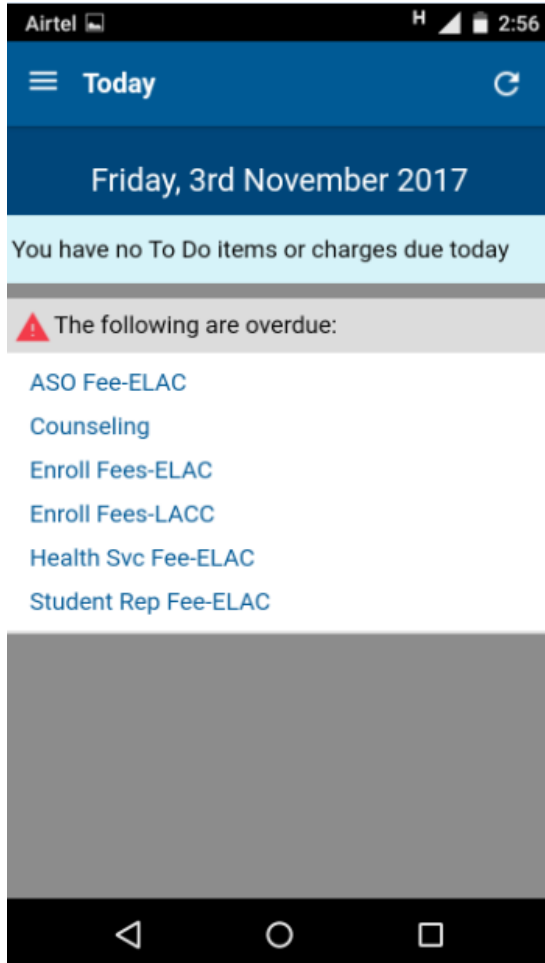 Airtel H 2:56
Today
Friday, 3rd November 2017
You have no To Do items or charges due today
The following are overdue:
ASO Fee-ELAC
Counseling
Enroll Fees-ELAC
Enroll Fees-LACC
Health Svc Fee-ELAC
Student Rep Fee-ELAC